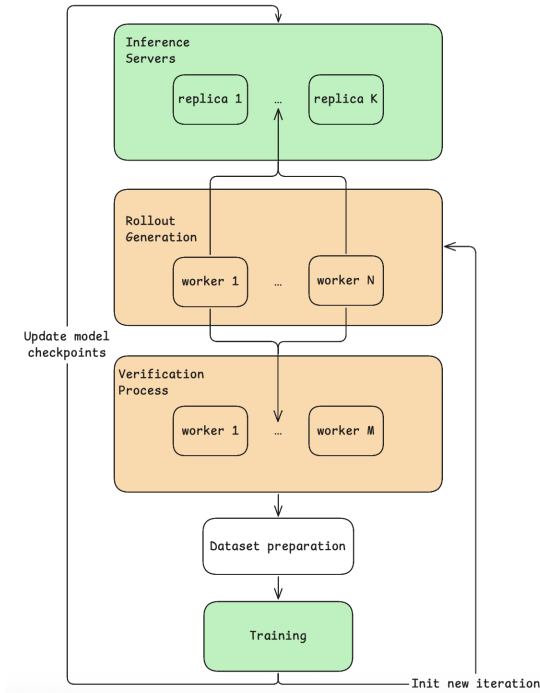 Inference
Servers
replica 1
...
replica K
Rollout
Generation
worker 1
...
worker N
Update model
checkpoints
Verification
Process
worker 1
...
worker M
Dataset preparation
Training
Init new iteration